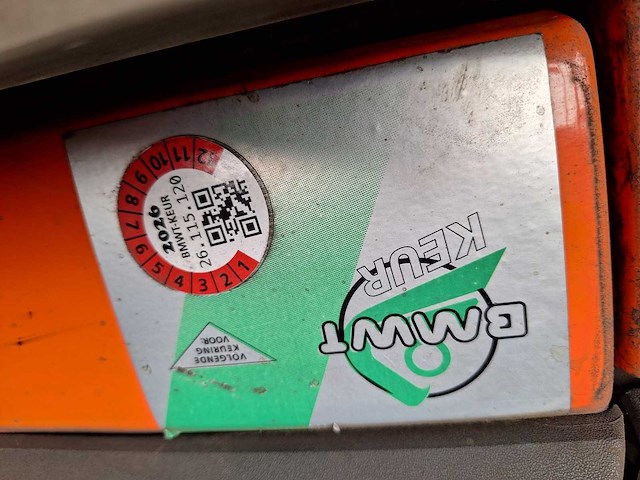 12 11 10 9 8 7 6 5 4 3 2 1
2026
BMWT-KEUR
26.115.120
VOLGENDE
KEURING
VOOR:
BMWT
KEUR